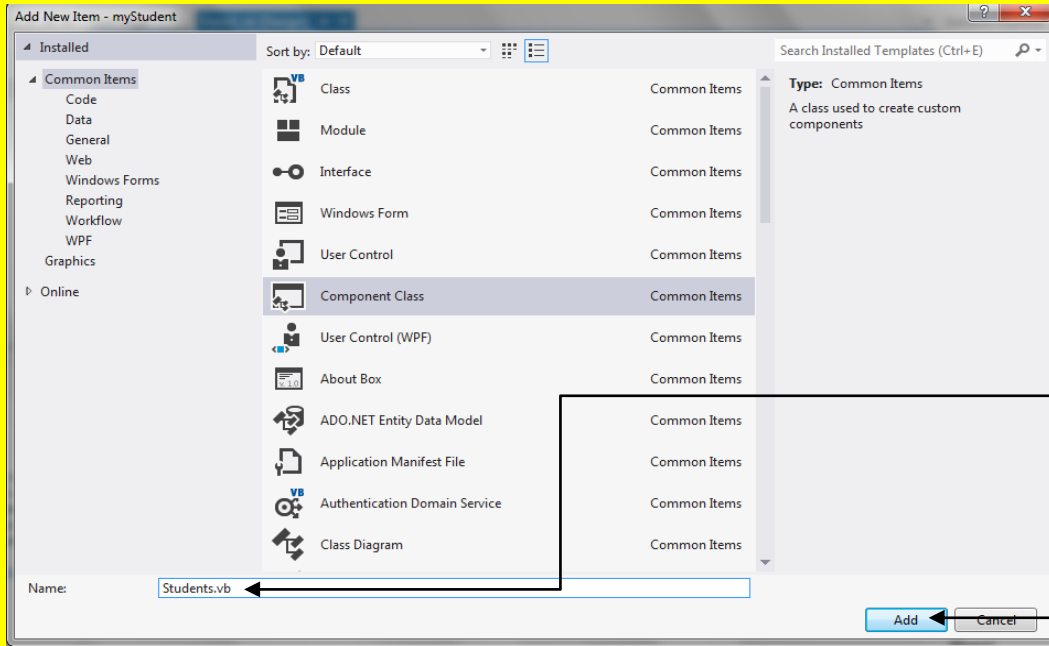 Add New Item - myStudent
Installed
Sort by: Default
Search Installed Templates (Ctrl+E)
Common Items
Code
Data
General
Web
Windows Forms
Reporting
Workflow
WPF
Graphics
Online
VB Class Common Items
Module Common Items
Interface Common Items
Windows Form Common Items
User Control Common Items
Component Class Common Items
User Control (WPF) Common Items
v 1.0 About Box Common Items
ADO.NET Entity Data Model Common Items
Application Manifest File Common Items
VB Authentication Domain Service Common Items
Class Diagram Common Items
Type: Common Items
A class used to create custom
components
Name: Students.vb
Add Cancel